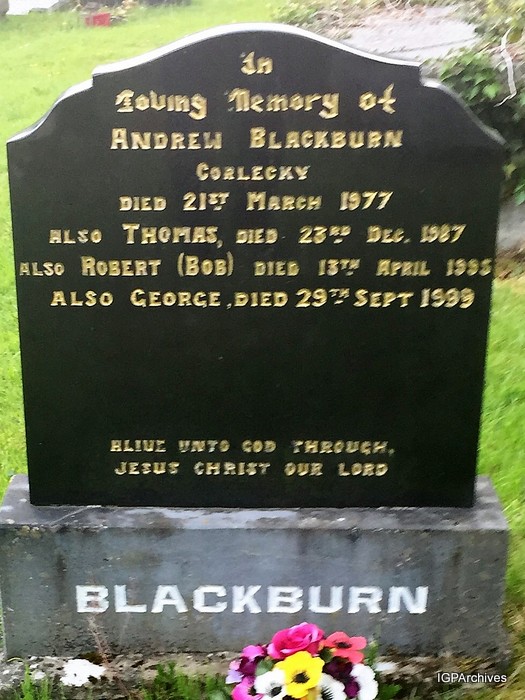 In
Loving Memory of
ANDREW BLACKBURN
CORLECKY
DIED 21ST MARCH 1977
ALSO THOMAS, DIED 23RD DEC. 1987
ALSO ROBERT (BOB) DIED 13TH APRIL
ALSO GEORGE, DIED 29TH SEPT 1999
ALIVE UNTO GOD THROUGH,
JESUS CHRIST OUR LORD
BLACKBURN
IGPArchives